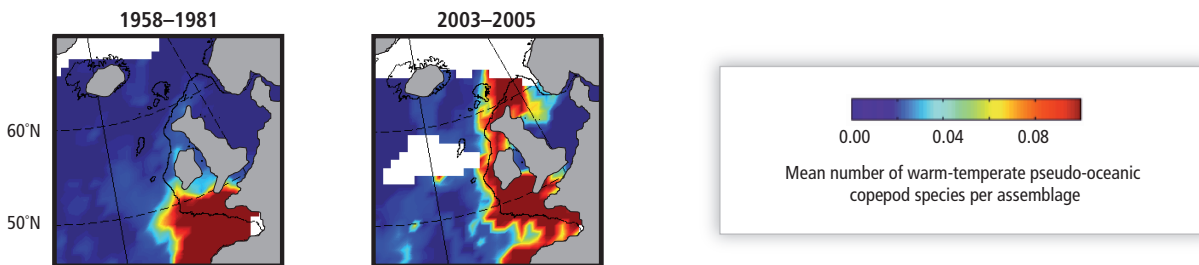 1958–1981
2003–2005
60°N
50°N
0.00 0.04 0.08
Mean number of warm-temperate pseudo-oceanic
copepod species per assemblage